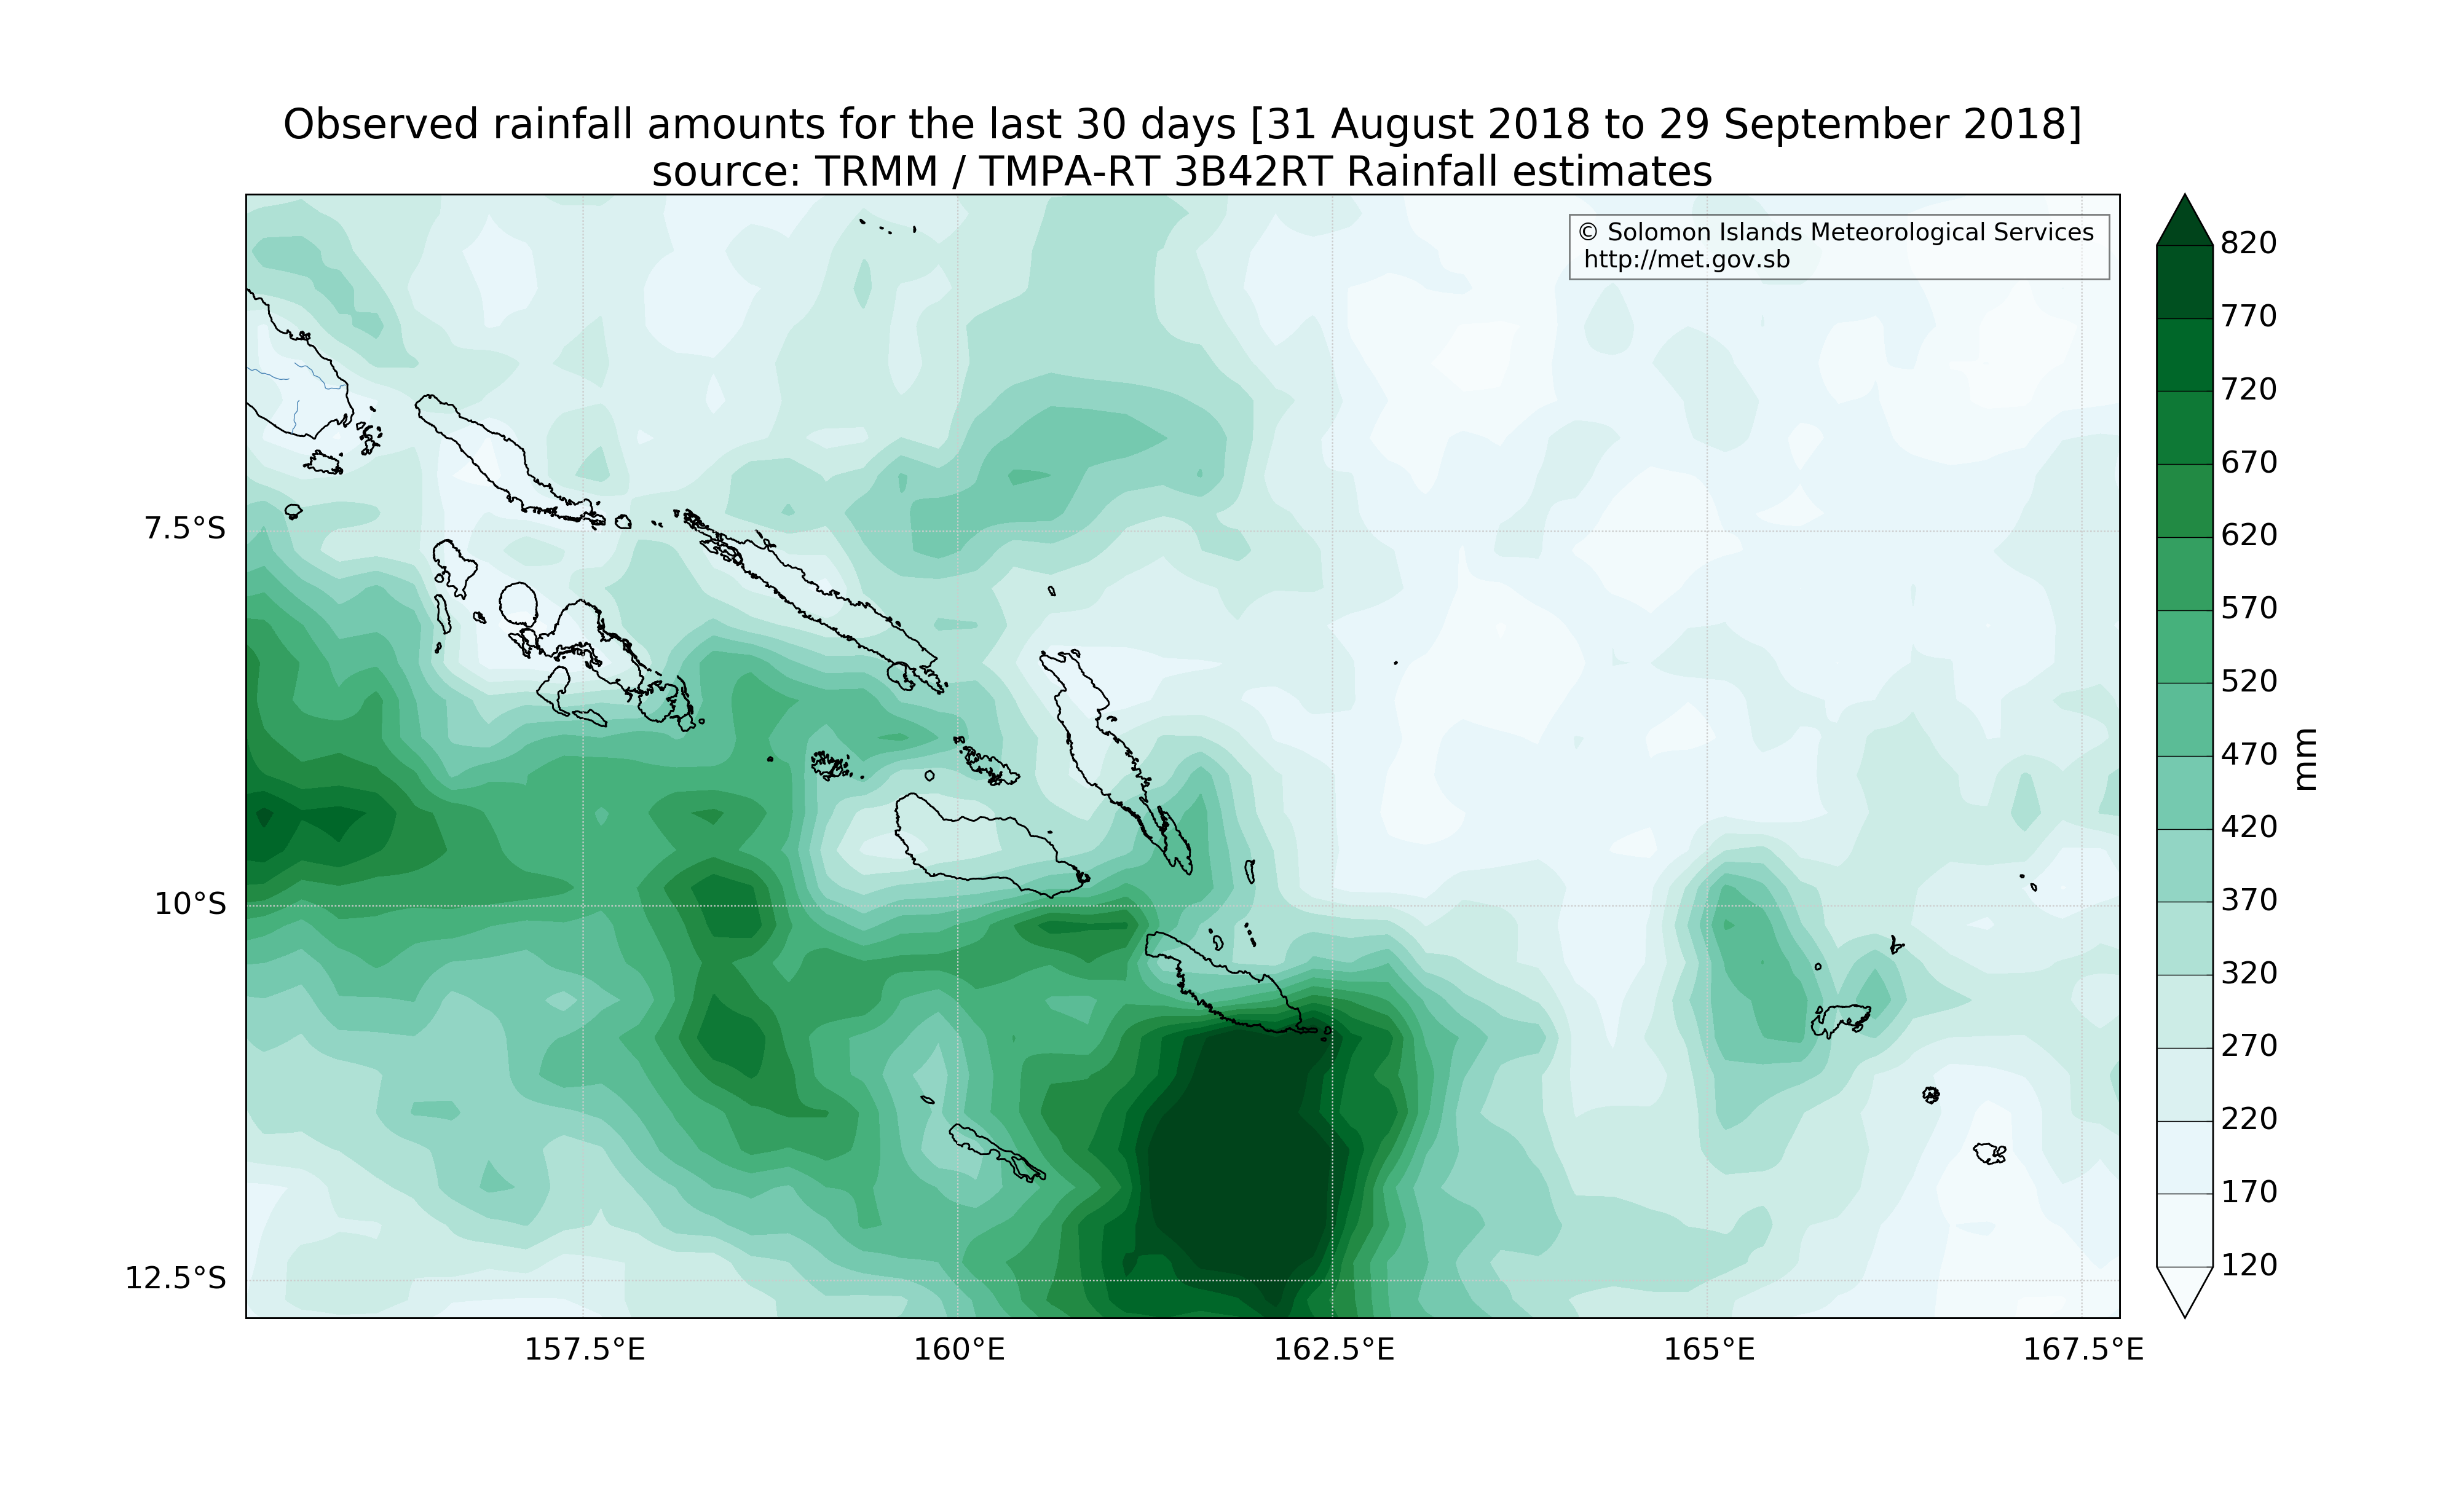 Observed rainfall amounts for the last 30 days [31 August 2018 to 29 September 2018]
source: TRMM / TMPA-RT 3B42RT Rainfall estimates
© Solomon Islands Meteorological Services
http://met.gov.sb
7.5°S
10°S
12.5°S
157.5°E
160°E
162.5°E
165°E
167.5°E
820
770
720
670
620
570
520
470
420
370
320
270
220
170
120
mm